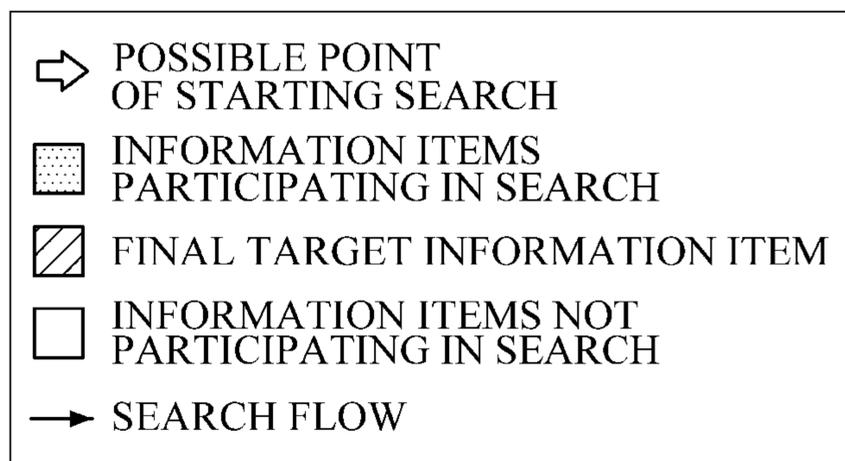 POSSIBLE POINT
OF STARTING SEARCH
INFORMATION ITEMS
PARTICIPATING IN SEARCH
FINAL TARGET INFORMATION ITEM
INFORMATION ITEMS NOT
PARTICIPATING IN SEARCH
SEARCH FLOW